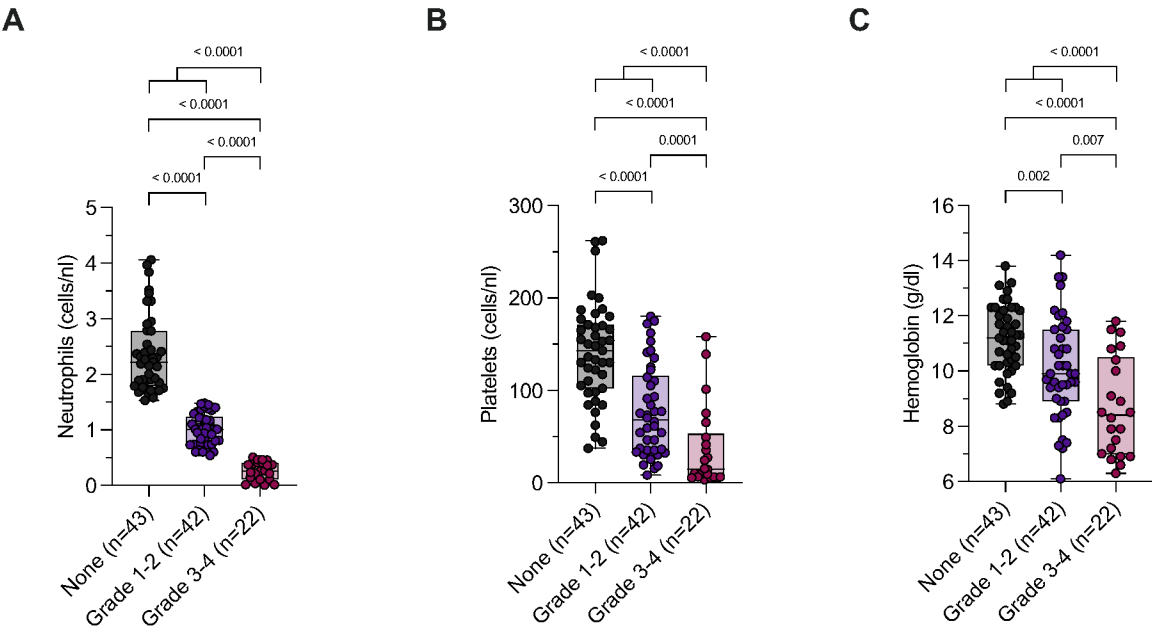 A
< 0.0001
< 0.0001
< 0.0001
< 0.0001
Neutrophils (cells/nl)
5
4
3
2
1
0
None (n=43)
Grade 1-2 (n=42)
Grade 3-4 (n=22)
B
< 0.0001
< 0.0001
0.0001
< 0.0001
Platelets (cells/nl)
300
200
100
0
None (n=43)
Grade 1-2 (n=42)
Grade 3-4 (n=22)
C
< 0.0001
< 0.0001
0.007
0.002
Hemoglobin (g/dl)
16
14
12
10
8
6
None (n=43)
Grade 1-2 (n=42)
Grade 3-4 (n=22)